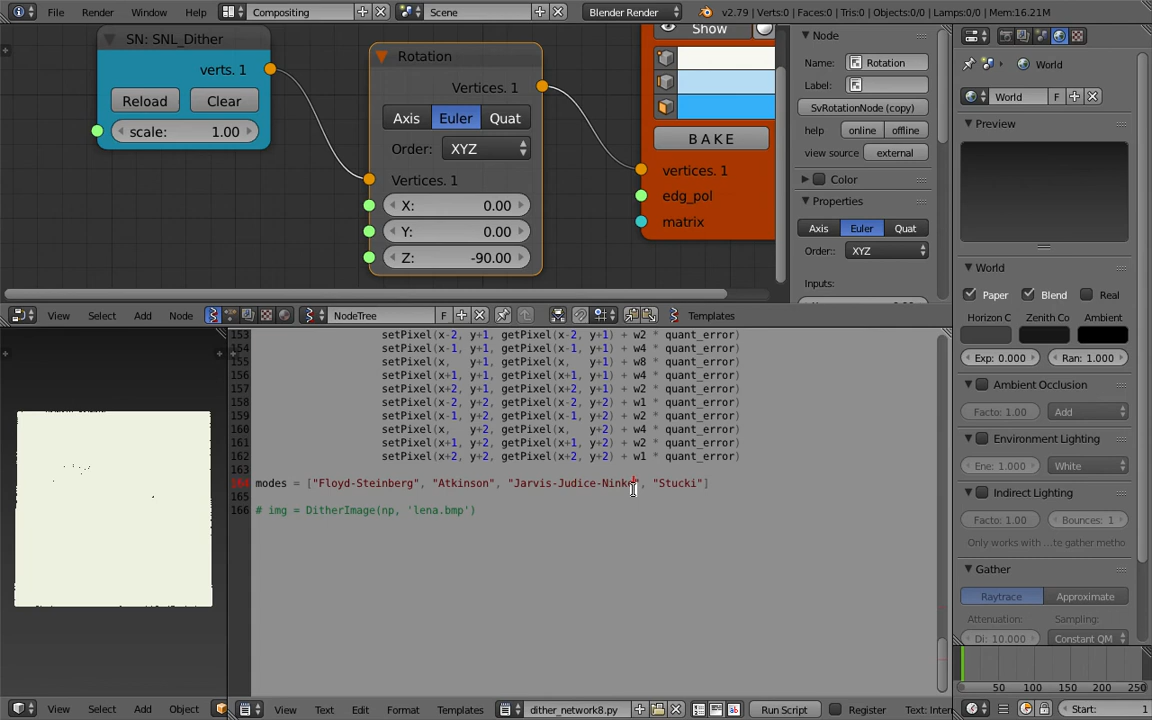 File Render Window Help Compositing Scene Blender Render v2.79 | Verts:0 | Faces:0 | Tris:0 | Objects:0/0 | Lamps:0/0 | Mem:16.21M
SN: SNL_Dither
verts. 1
Reload Clear
scale: 1.00
Rotation
Vertices. 1
Axis Euler Quat
Order: XYZ
Vertices. 1
X: 0.00
Y: 0.00
Z: -90.00
Show
BAKE
vertices. 1
edg_pol
matrix
Node
Name: Rotation
Label:
SvRotationNode (copy)
help online offline
view source external
Color
Properties
Axis Euler Quat
Order:: XYZ
Inputs:
World
World F
Preview
World
Paper Blend Real
Horizon C Zenith Co Ambient
Exp: 0.000 Ran: 1.000
Ambient Occlusion
Facto: 1.00 Add
Environment Lighting
Ene: 1.000 White
Indirect Lighting
Facto: 1.00 Bounces: 1
Only works with ...te gather metho
Gather
Raytrace Approximate
Attenuation: Sampling:
Di: 10.000 Constant QM
50 100 150 200 250
Start: 1
View Select Add Node NodeTree F Templates
153 setPixel(x-2, y+1, getPixel(x-2, y+1) + w2 * quant_error)
154 setPixel(x-1, y+1, getPixel(x-1, y+1) + w4 * quant_error)
155 setPixel(x, y+1, getPixel(x, y+1) + w8 * quant_error)
156 setPixel(x+1, y+1, getPixel(x+1, y+1) + w4 * quant_error)
157 setPixel(x+2, y+1, getPixel(x+2, y+1) + w2 * quant_error)
158 setPixel(x-2, y+2, getPixel(x-2, y+2) + w1 * quant_error)
159 setPixel(x-1, y+2, getPixel(x-1, y+2) + w2 * quant_error)
160 setPixel(x, y+2, getPixel(x, y+2) + w4 * quant_error)
161 setPixel(x+1, y+2, getPixel(x+1, y+2) + w2 * quant_error)
162 setPixel(x+2, y+2, getPixel(x+2, y+2) + w1 * quant_error)
163
164 modes = ["Floyd-Steinberg", "Atkinson", "Jarvis-Judice-Ninke", "Stucki"]
165
166 # img = DitherImage(np, 'lena.bmp')
View Select Add Object
View Text Edit Format Templates dither_network8.py Run Script Register Text: Inter